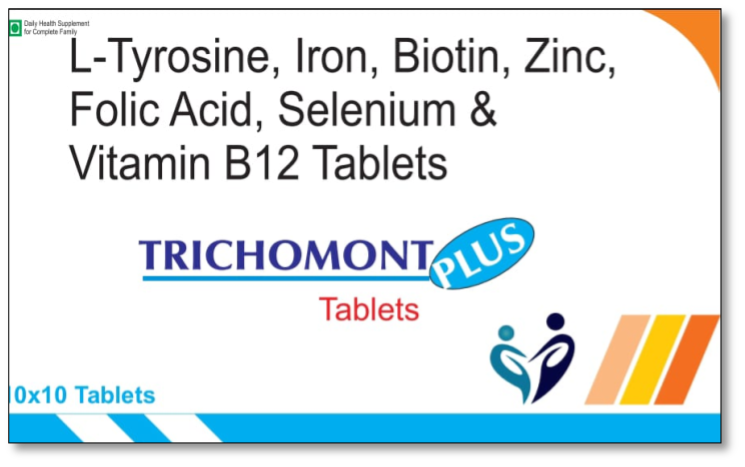 Daily Health Supplement
for Complete Family
L-Tyrosine, Iron, Biotin, Zinc,
Folic Acid, Selenium &
Vitamin B12 Tablets
TRICHOMONT PLUS
Tablets
10x10 Tablets